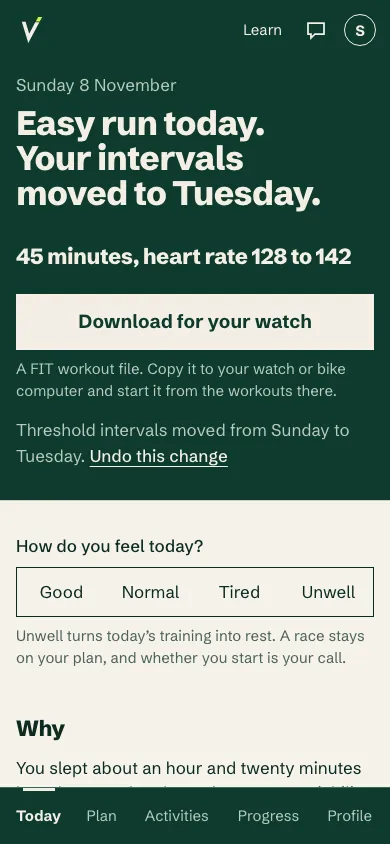 Learn
S
Sunday 8 November
Easy run today.
Your intervals
moved to Tuesday.
45 minutes, heart rate 128 to 142
Download for your watch
A FIT workout file. Copy it to your watch or bike
computer and start it from the workouts there.
Threshold intervals moved from Sunday to
Tuesday. Undo this change
How do you feel today?
Good Normal Tired Unwell
Unwell turns today’s training into rest. A race stays
on your plan, and whether you start is your call.
Why
You slept about an hour and twenty minutes
Today Plan Activities Progress Profile